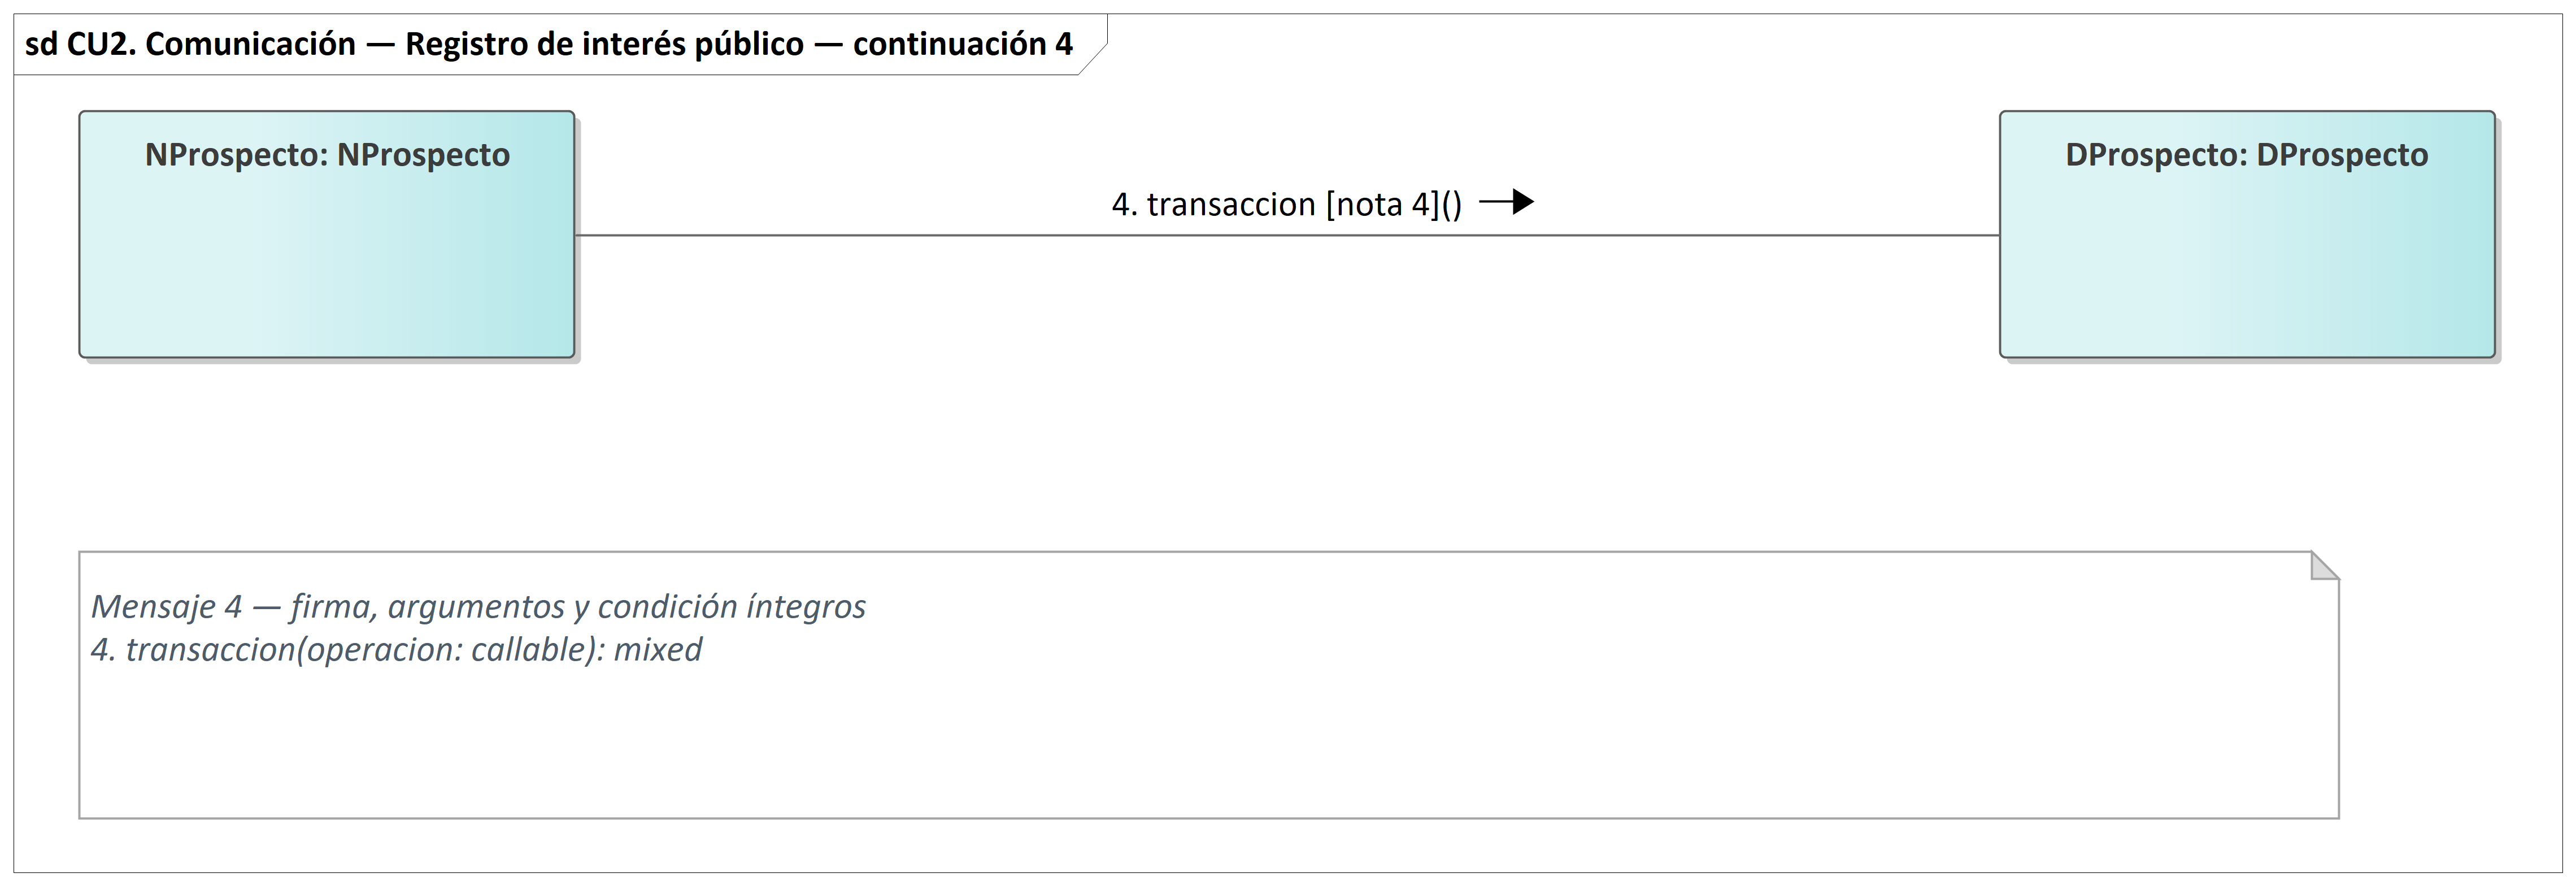 sd CU2. Comunicación — Registro de interés público — continuación 4
NProspecto: NProspecto
DProspecto: DProspecto
4. transaccion [nota 4]()
Mensaje 4 — firma, argumentos y condición íntegros
4. transaccion(operacion: callable): mixed